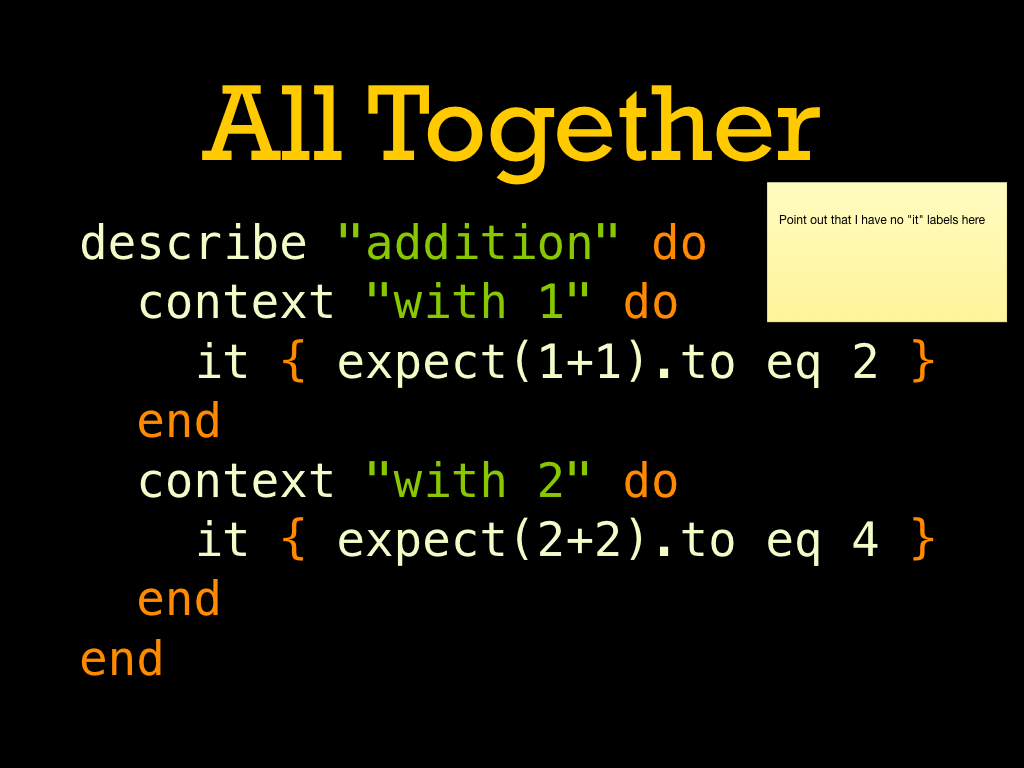 All Together
Point out that I have no "it" labels here
describe "addition" do
  context "with 1" do
    it { expect(1+1).to eq 2 }
  end
  context "with 2" do
    it { expect(2+2).to eq 4 }
  end
end